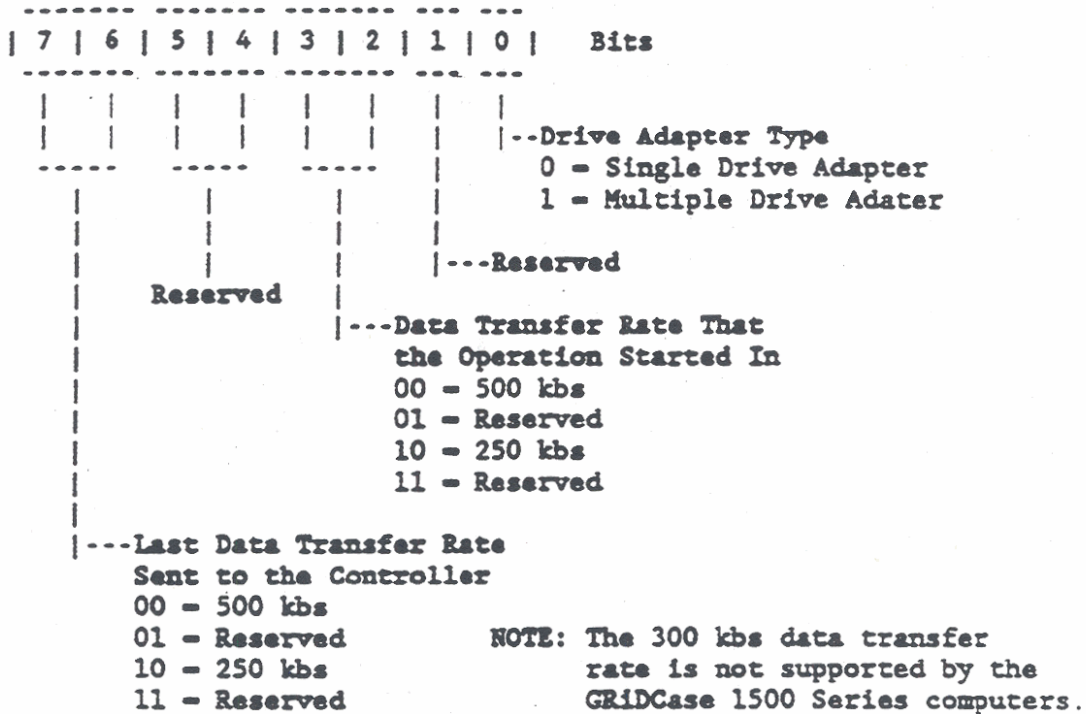 | 7 | 6 | 5 | 4 | 3 | 2 | 1 | 0 | Bits
|--Drive Adapter Type
0 = Single Drive Adapter
1 = Multiple Drive Adater
|---Reserved
Reserved
|---Data Transfer Rate That
the Operation Started In
00 = 500 kbs
01 = Reserved
10 = 250 kbs
11 = Reserved
|---Last Data Transfer Rate
Sent to the Controller
00 = 500 kbs
01 = Reserved
10 = 250 kbs
11 = Reserved
NOTE: The 300 kbs data transfer
rate is not supported by the
GRiDCase 1500 Series computers.